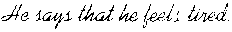 He says that he feels tired.